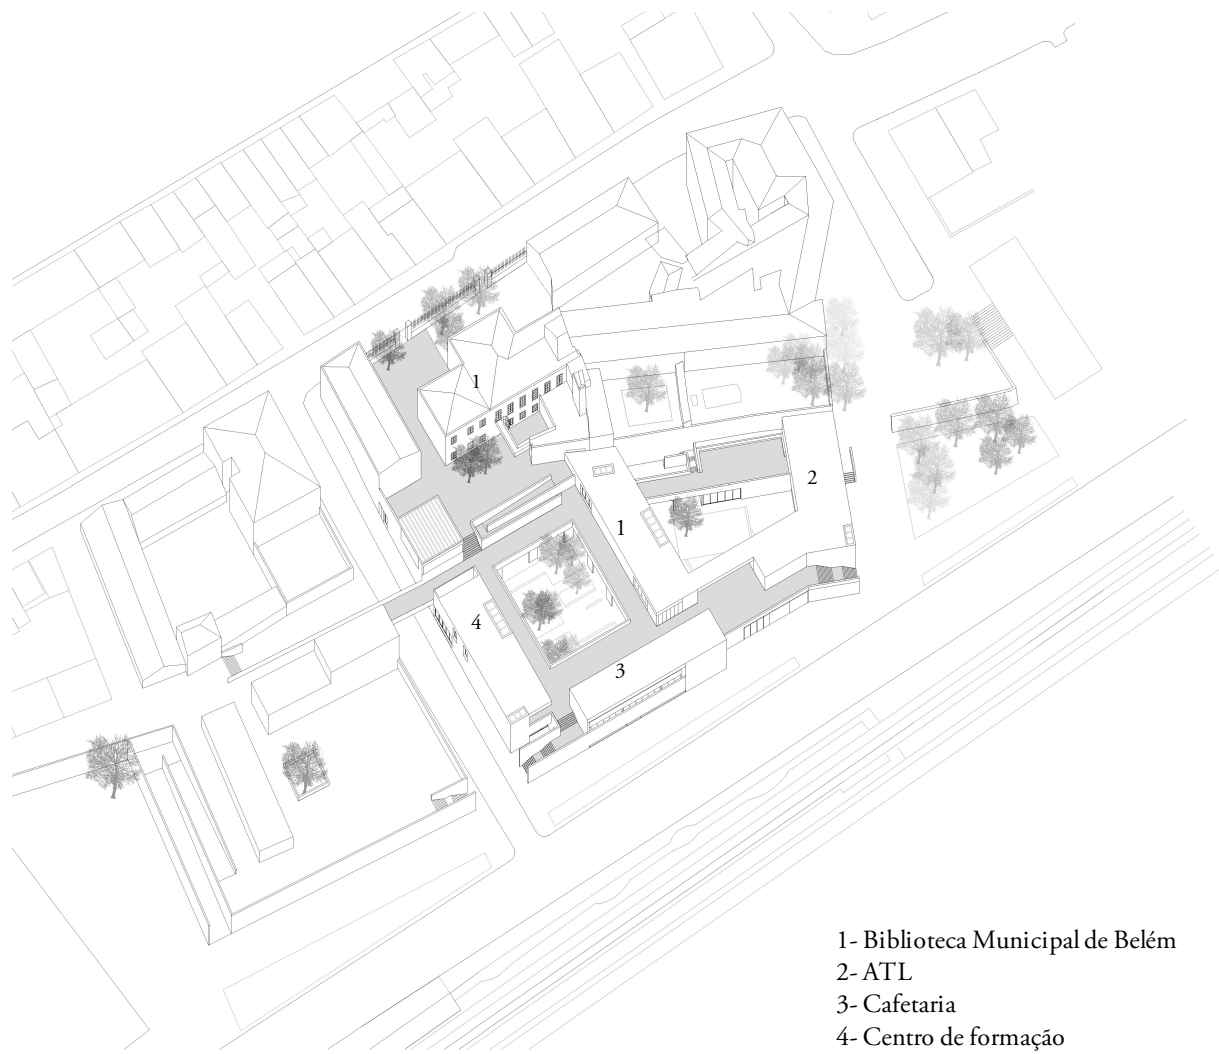 1
2
1
4
3
1- Biblioteca Municipal de Belém
2- ATL
3- Cafetaria
4- Centro de formação